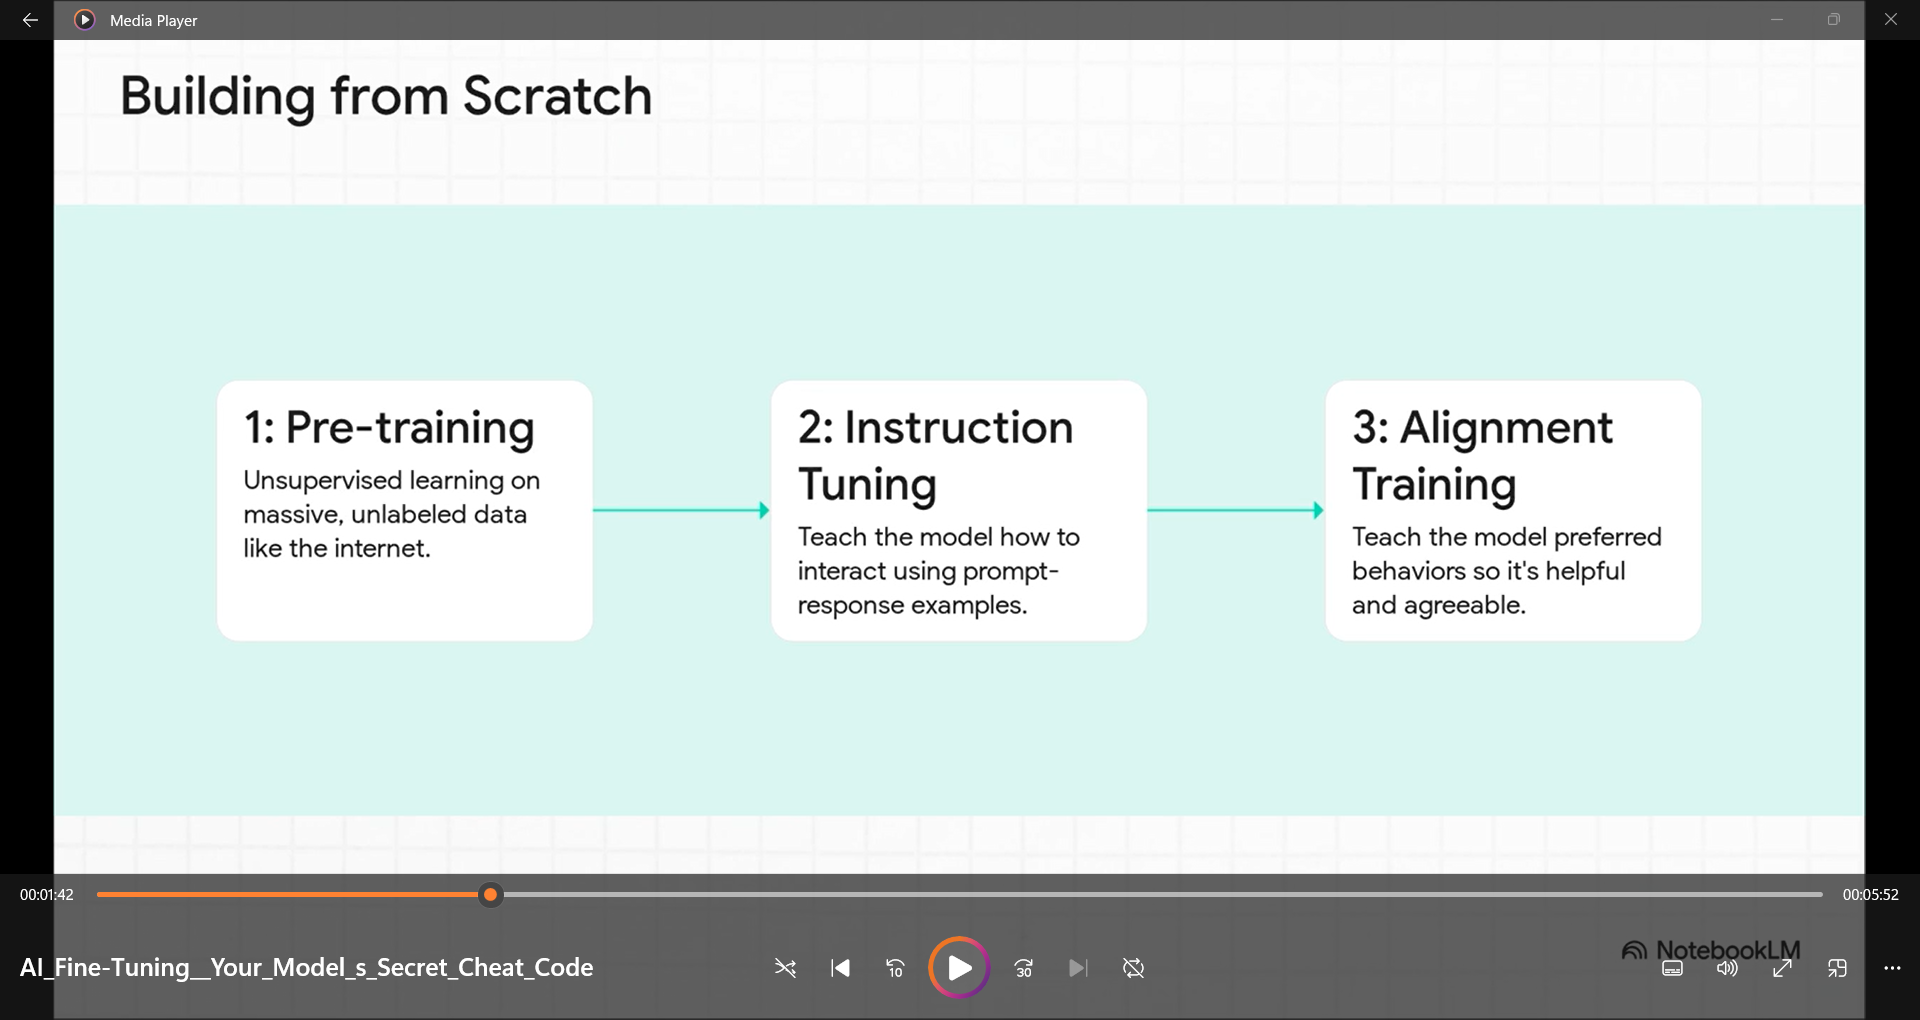 Media Player
Building from Scratch
1: Pre-training
Unsupervised learning on
massive, unlabeled data
like the internet.
2: Instruction
Tuning
Teach the model how to
interact using prompt-
response examples.
3: Alignment
Training
Teach the model preferred
behaviors so it's helpful
and agreeable.
00:01:42
00:05:52
NotebookLM
AI_Fine-Tuning__Your_Model_s_Secret_Cheat_Code
10
30